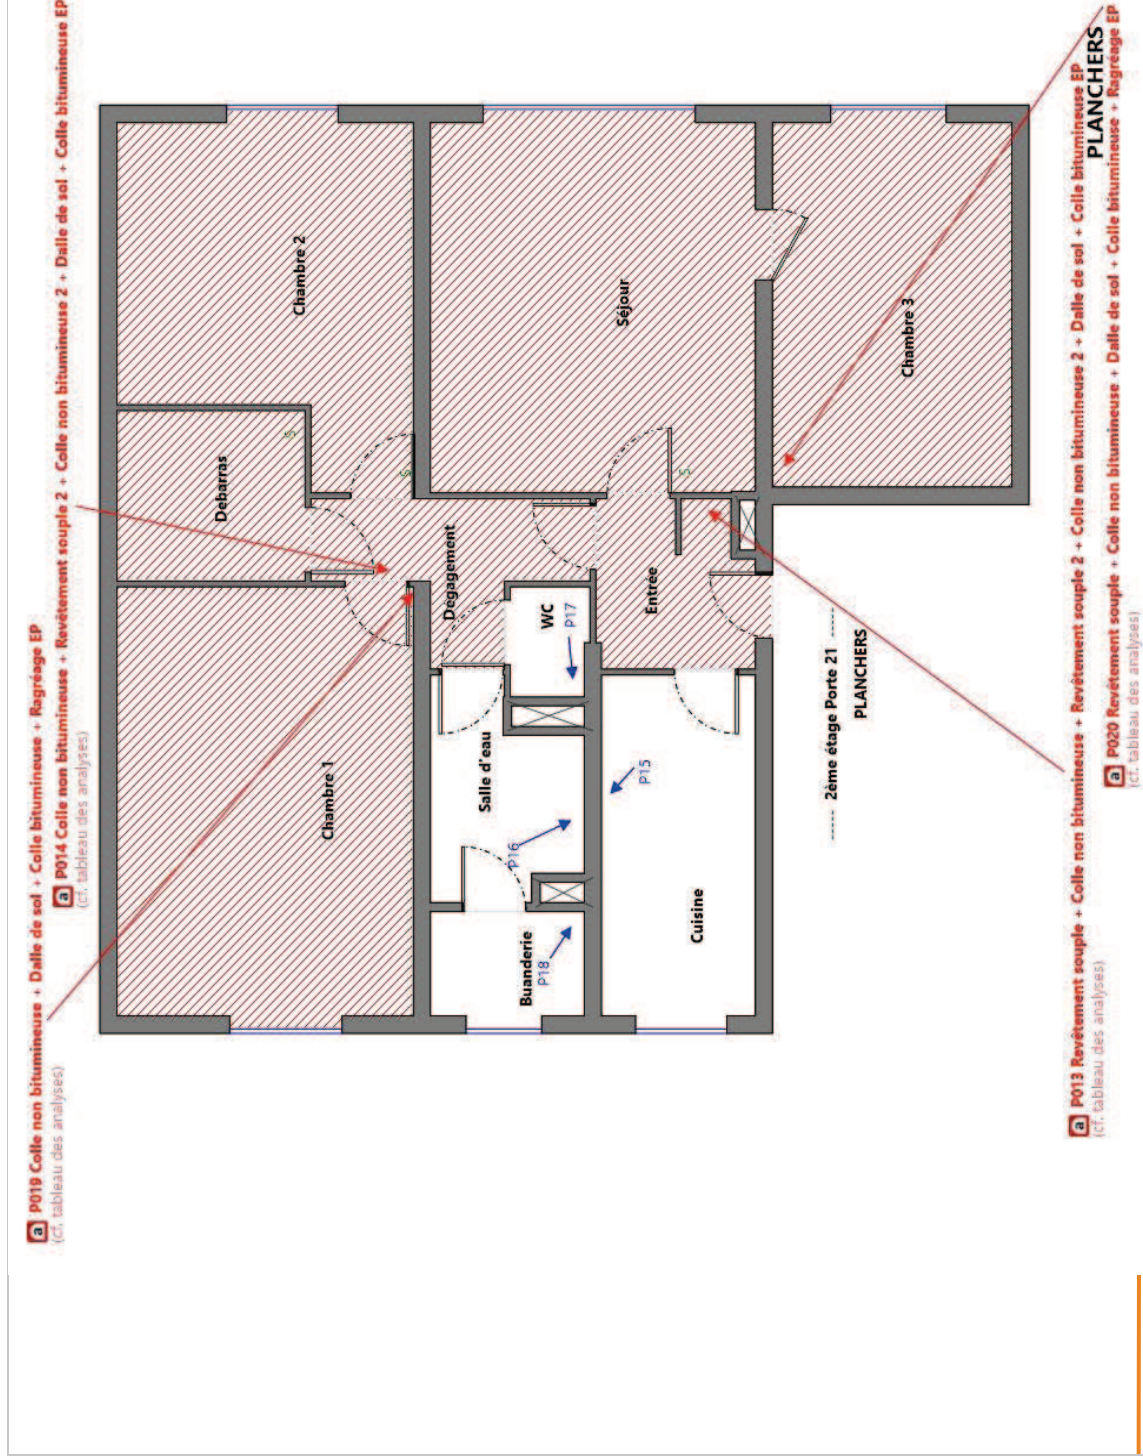 a P019 Colle non bitumineuse + Dalle de sol + Colle bitumineuse + Ragréage EP
(cf. tableau des analyses)
a P014 Colle non bitumineuse + Revêtement souple 2 + Colle non bitumineuse 2 + Dalle de sol + Colle bitumineuse EP
(cf. tableau des analyses)
Chambre 1
Debarras
Chambre 2
S
S
Dégagement
Salle d'eau
P16
Buanderie
P18
WC
P17
Séjour
S
Entrée
P15
Cuisine
Chambre 3
----- 2ème étage Porte 21 -----
PLANCHERS
a P013 Revêtement souple + Colle non bitumineuse + Revêtement souple 2 + Colle non bitumineuse 2 + Dalle de sol + Colle bitumineuse EP
(cf. tableau des analyses)
PLANCHERS
a P020 Revêtement souple + Colle non bitumineuse + Dalle de sol + Colle bitumineuse + Ragréage EP
(cf. tableau des analyses)